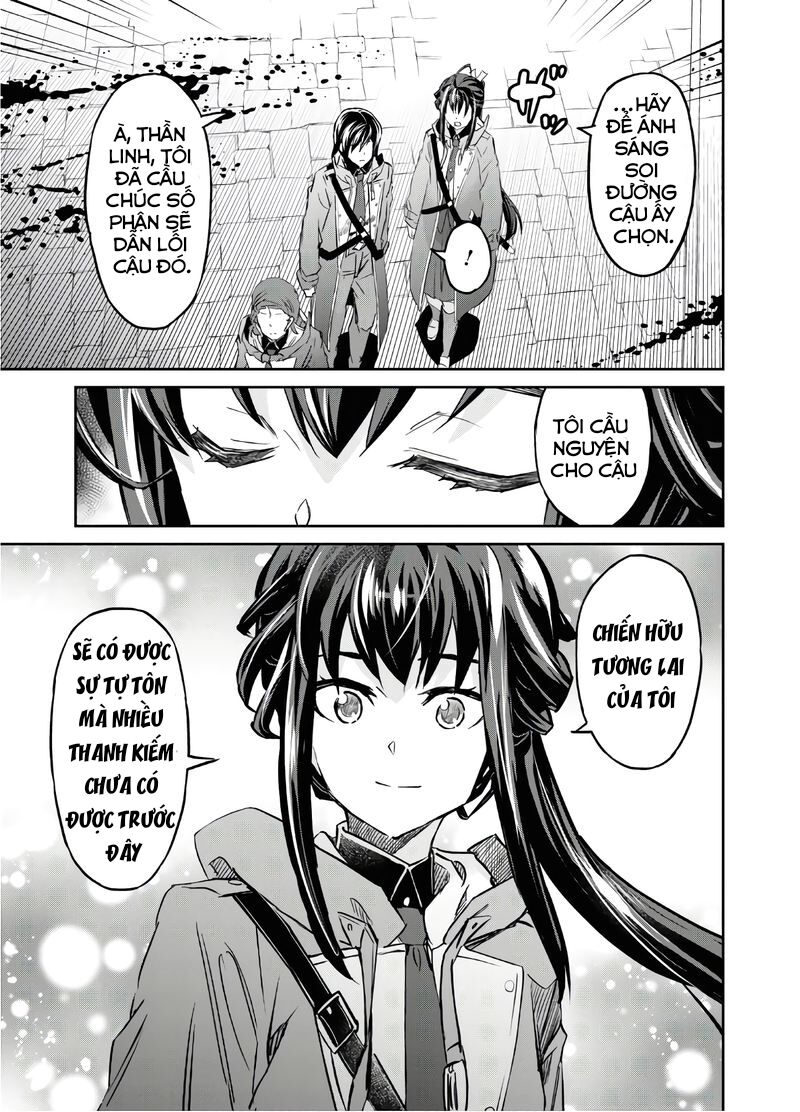 ...HÃY
ĐỂ ÁNH
SÁNG
SOI
ĐƯỜNG
CẬU ẤY
CHỌN.
ザッ
!
À, THẦN
LINH, TÔI
ĐÃ CẦU
CHÚC SỐ
PHẬN SẼ
DẪN LỐI
CẬU ĐÓ.
TÔI CẦU
NGUYỆN
CHO CẬU
CHIẾN HỮU
TƯƠNG LAI
CỦA TÔI
SẼ CÓ ĐƯỢC
SỰ TỰ TÔN
MÀ NHIỀU
THANH KIẾM
CHƯA CÓ
ĐƯỢC TRƯỚC
ĐÂY